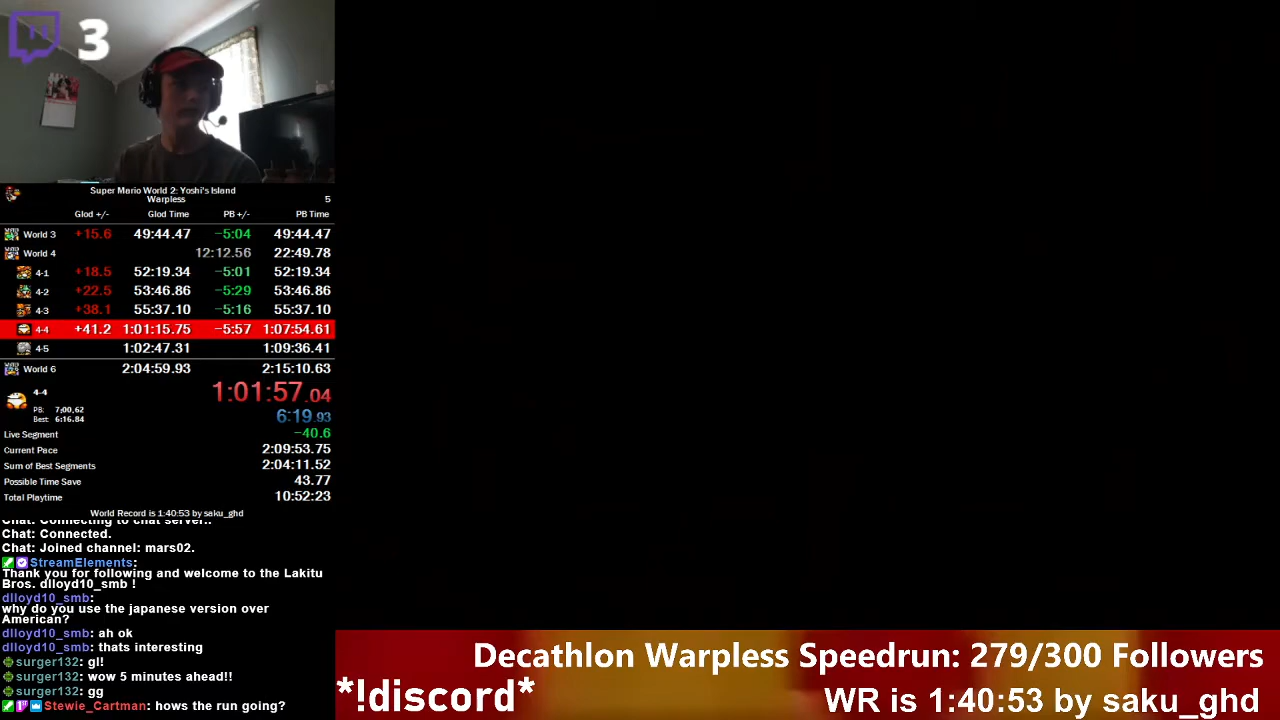 3
Super Mario World 2: Yoshi's Island
Warpless 5
Glod +/- Glod Time PB +/- PB Time
World 3 +15.6 49:44.47 −5:04 49:44.47
World 4 12:12.56 22:49.78
4-1 +18.5 52:19.34 −5:01 52:19.34
4-2 +22.5 53:46.86 −5:29 53:46.86
4-3 +38.1 55:37.10 −5:16 55:37.10
4-4 +41.2 1:01:15.75 −5:57 1:07:54.61
4-5 1:02:47.31 1:09:36.41
World 6 2:04:59.93 2:15:10.63
4-4 1:01:57.04
PB: 7:00.62 6:19.93
Best: 6:16.84
Live Segment −40.6
Current Pace 2:09:53.75
Sum of Best Segments 2:04:11.52
Possible Time Save 43.77
Total Playtime 10:52:23
World Record is 1:40:53 by saku_ghd
Chat: Connecting to chat server..
Chat: Connected.
Chat: Joined channel: mars02.
StreamElements:
Thank you for following and welcome to the Lakitu
Bros. dlloyd10_smb !
dlloyd10_smb:
why do you use the japanese version over
American?
dlloyd10_smb: ah ok
dlloyd10_smb: thats interesting
surger132: gl!
surger132: wow 5 minutes ahead!!
surger132: gg
Stewie_Cartman: hows the run going?
Decathlon Warpless Speedrun: 279/300 Followers
*!discord* WR is 1:40:53 by saku_ghd